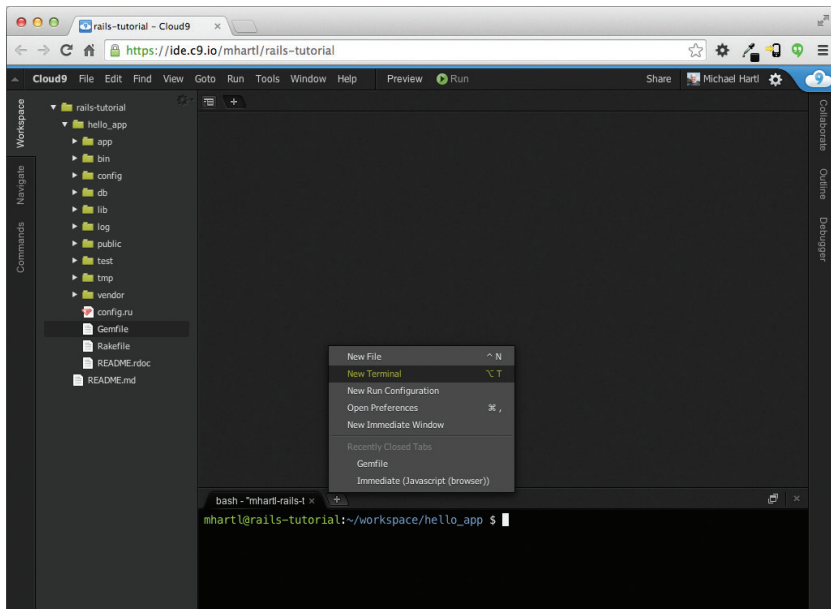 rails-tutorial - Cloud9 ×
https://ide.c9.io/mhartl/rails-tutorial
Cloud9 File Edit Find View Goto Run Tools Window Help Preview Run Share Michael Hartl
Workspace
Navigate
Commands
rails-tutorial
hello_app
app
bin
config
db
lib
log
public
test
tmp
vendor
config.ru
Gemfile
Rakefile
README.rdoc
README.md
New File ^ N
New Terminal ⌥ T
New Run Configuration
Open Preferences ⌘ ,
New Immediate Window
Recently Closed Tabs
Gemfile
Immediate (Javascript (browser))
bash - "mhartl-rails-t × +
mhartl@rails-tutorial:~/workspace/hello_app $
Collaborate
Outline
Debugger